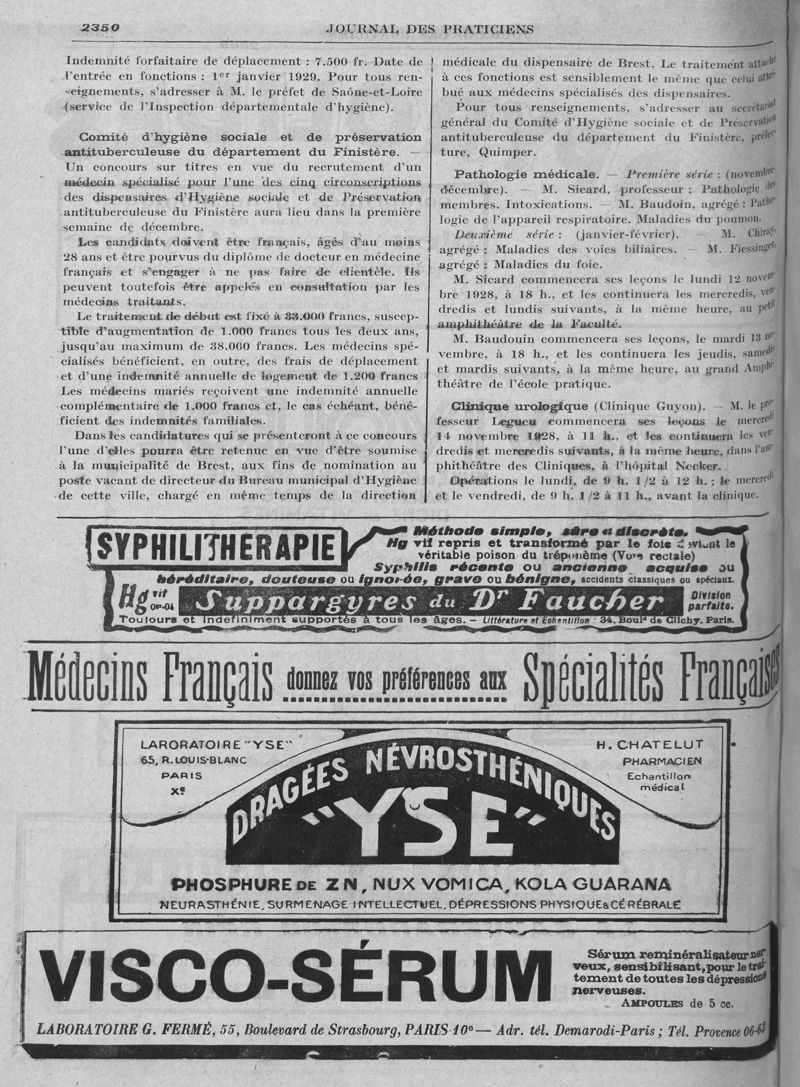 2350
JOURNAL DES PRATICIENS
Indemnité forfaitaire de déplacement : 7.500 fr. Date de
l'entrée en fonctions : 1er janvier 1929. Pour tous ren-
seignements, s'adresser à M. le préfet de Saône-et-Loire
(service de l'Inspection départementale d'hygiène).
Comité d'hygiène sociale et de préservation
antituberculeuse du département du Finistère. —
Un concours sur titres en vue du recrutement d'un
médecin spécialisé pour l'une des cinq circonscriptions
des dispensaires d'Hygiène sociale et de Préservation
antituberculeuse du Finistère aura lieu dans la première
semaine de décembre.
Les candidats doivent être français, âgés d'au moins
28 ans et être pourvus du diplôme de docteur en médecine
français et s'engager à ne pas faire de clientèle. Ils
peuvent toutefois être appelés en consultation par les
médecins traitants.
Le traitement de début est fixé à 33.000 francs, suscep-
tible d'augmentation de 1.000 francs tous les deux ans,
jusqu'au maximum de 38.000 francs. Les médecins spé-
cialisés bénéficient, en outre, des frais de déplacement
et d'une indemnité annuelle de logement de 1.200 francs
Les médecins mariés reçoivent une indemnité annuelle
complémentaire de 1.000 francs et, le cas échéant, béné-
ficient des indemnités familiales.
Dans les candidatures qui se présenteront à ce concours
l'une d'elles pourra être retenue en vue d'être soumise
à la municipalité de Brest, aux fins de nomination au
poste vacant de directeur du Bureau municipal d'Hygiène
de cette ville, chargé en même temps de la direction
médicale du dispensaire de Brest. Le traitement attaché
à ces fonctions est sensiblement le même que celui attri-
bué aux médecins spécialisés des dispensaires.
Pour tous renseignements, s'adresser au secrétariat
général du Comité d'Hygiène sociale et de Préservation
antituberculeuse du département du Finistère, préfec-
ture, Quimper.
Pathologie médicale. — Première série : (novembre
décembre). — M. Sicard, professeur : Pathologie des
membres. Intoxications. — M. Baudoin, agrégé : Patho-
logie de l'appareil respiratoire. Maladies du poumon.
Deuxième série : (janvier-février). — M. Chiray,
agrégé : Maladies des voies biliaires. — M. Fiessinger,
agrégé : Maladies du foie.
M. Sicard commencera ses leçons le lundi 12 novem-
bre 1928, à 18 h., et les continuera les mercredis, ven-
dredis et lundis suivants, à la même heure, au petit
amphithéâtre de la Faculté.
M. Baudouin commencera ses leçons, le mardi 13 no-
vembre, à 18 h., et les continuera les jeudis, samedis
et mardis suivants, à la même heure, au grand Amphi-
théâtre de l'école pratique.
Clinique urologique (Clinique Guyon). — M. le pro-
fesseur Legueu commencera ses leçons le mercredi
14 novembre 1928, à 11 h., et les continuera les ven-
dredis et mercredis suivants, à la même heure, dans l'am-
phithéâtre des Cliniques, à l'hôpital Necker.
Opérations le lundi, de 9 h. 1/2 à 12 h. ; le mercredi
et le vendredi, de 9 h. 1/2 à 11 h., avant la clinique.
SYPHILITHÉRAPIE
Méthode simple, sûre et discrète.
Hg vif repris et transformé par le foie devient le
véritable poison du tréponème (Voie rectale)
Syphilis récente ou ancienne acquise ou
héréditaire, douteuse ou ignorée, grave ou bénigne, accidents classiques ou spéciaux.
Hg vif 0gr.04 Suppargyres du Dr Faucher Division parfaite.
Toujours et indéfiniment supportés à tous les âges. — Littérature et Echantillon : 34, Bould de Clichy, Paris.
Médecins Français donnez vos préférences aux Spécialités Françaises
LARORATOIRE "YSE"
65, R. LOUIS-BLANC
PARIS
Xe
H. CHATELUT
PHARMACIEN
Echantillon
médical
DRAGÉES NÉVROSTHÉNIQUES
"YSE"
PHOSPHURE DE ZN, NUX VOMICA, KOLA GUARANA
NEURASTHÉNIE, SURMENAGE INTELLECTUEL, DÉPRESSIONS PHYSIQUE & CÉRÉBRALE
VISCO-SÉRUM
Sérum reminéralisateur ner-
veux, sensibilisant, pour le trai-
tement de toutes les dépressions
nerveuses.
AMPOULES de 5 cc.
LABORATOIRE G. FERMÉ, 55, Boulevard de Strasbourg, PARIS-10e — Adr. tél. Demarodi-Paris ; Tél. Provence 06-63